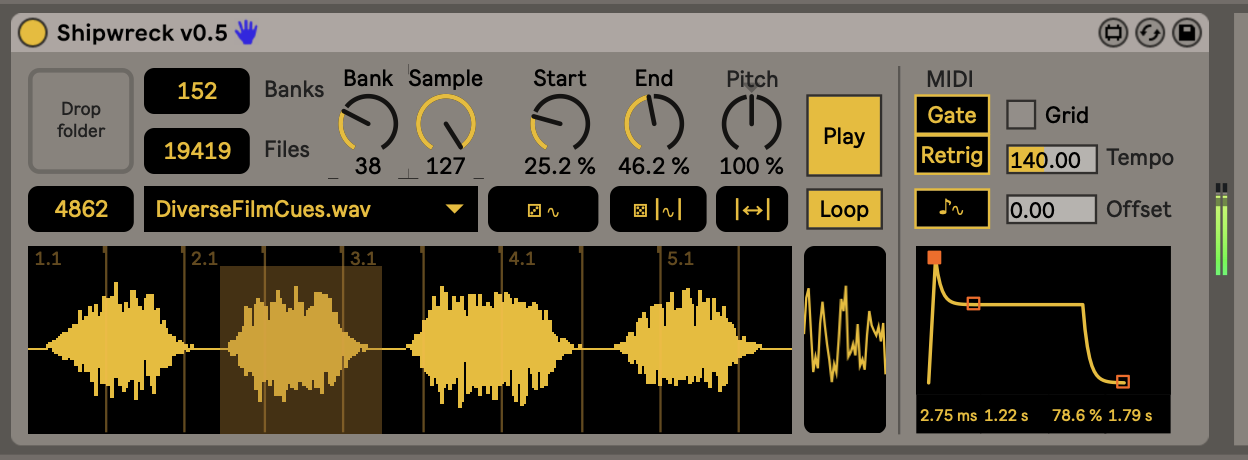 Shipwreck v0.5
Drop
folder
152 Banks
19419 Files
Bank
38
Sample
127
Start
25.2 %
End
46.2 %
Pitch
100 %
Play
MIDI
Gate
Retrig
Grid
140.00 Tempo
4862
DiverseFilmCues.wav
Loop
0.00 Offset
1.1 2.1 3.1 4.1 5.1
2.75 ms 1.22 s 78.6 % 1.79 s